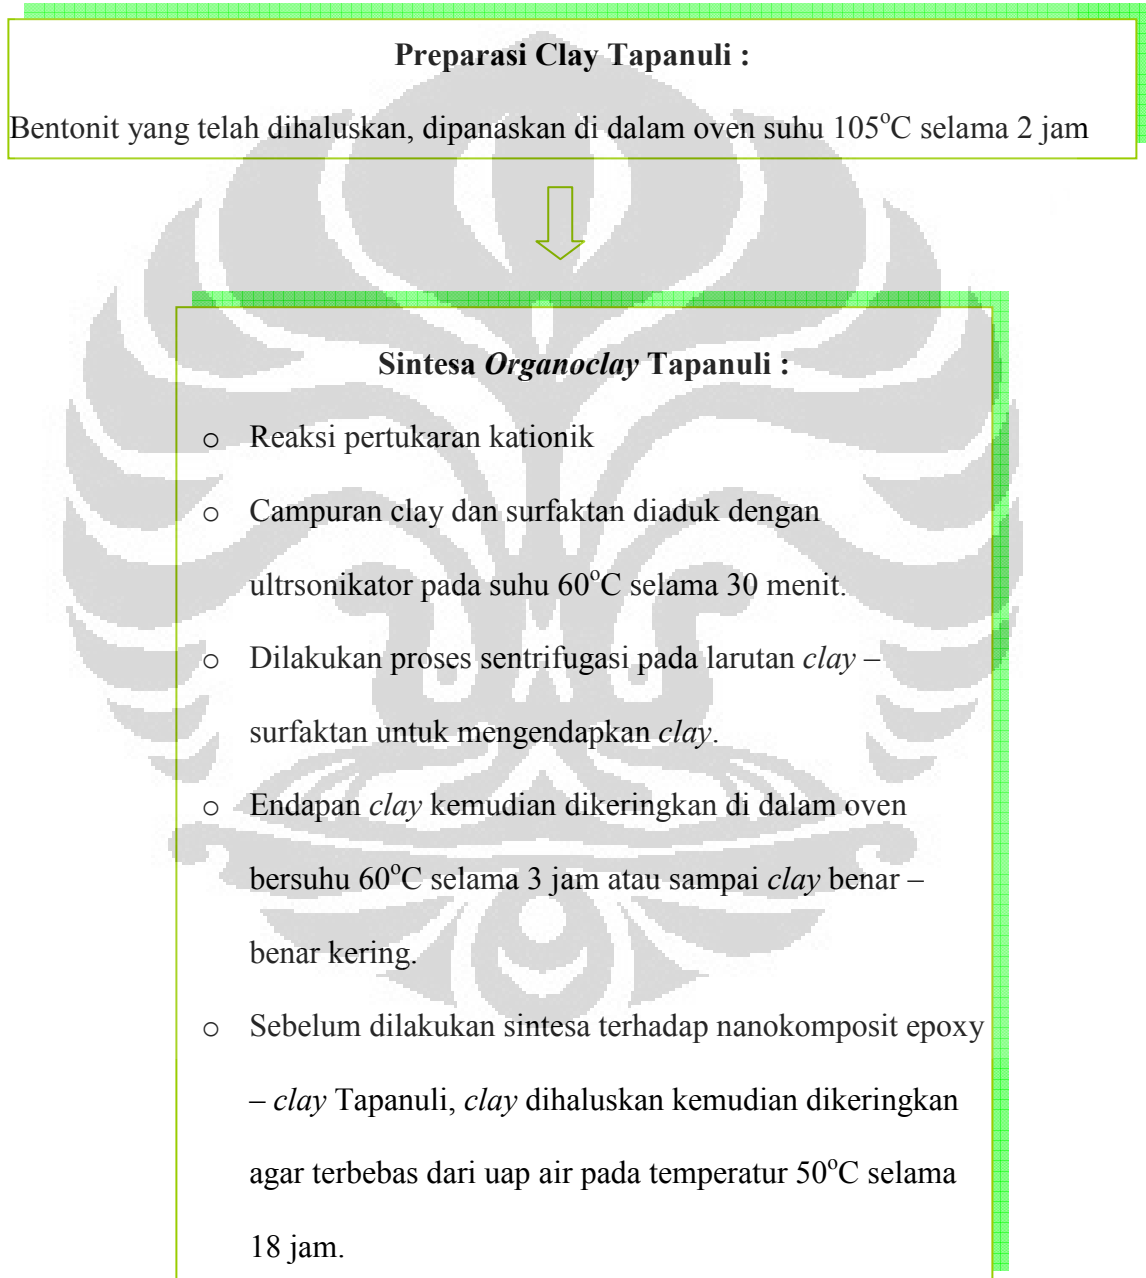 Preparasi Clay Tapanuli :
Bentonit yang telah dihaluskan, dipanaskan di dalam oven suhu 105°C selama 2 jam
Sintesa Organoclay Tapanuli :
o Reaksi pertukaran kationik
o Campuran clay dan surfaktan diaduk dengan
ultrsonikator pada suhu 60°C selama 30 menit.
o Dilakukan proses sentrifugasi pada larutan clay –
surfaktan untuk mengendapkan clay.
o Endapan clay kemudian dikeringkan di dalam oven
bersuhu 60°C selama 3 jam atau sampai clay benar –
benar kering.
o Sebelum dilakukan sintesa terhadap nanokomposit epoxy
– clay Tapanuli, clay dihaluskan kemudian dikeringkan
agar terbebas dari uap air pada temperatur 50°C selama
18 jam.